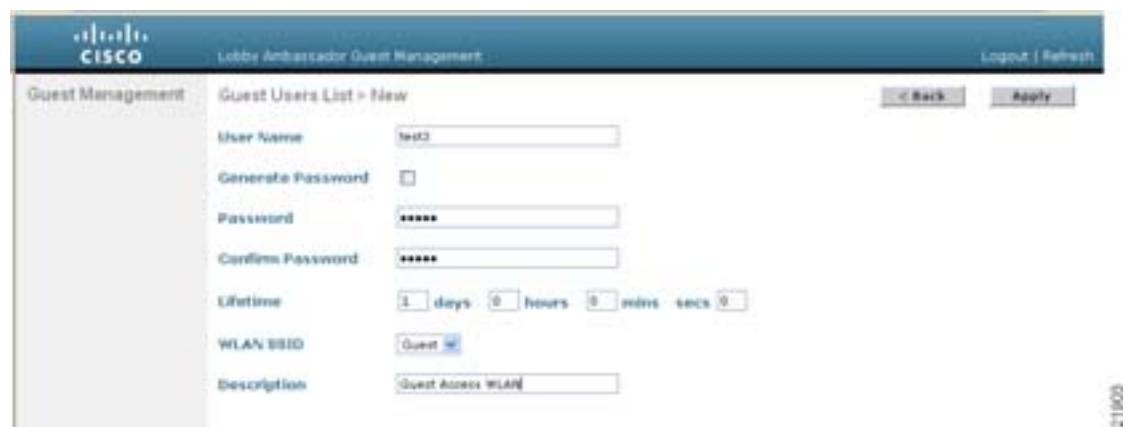 CISCO
Lobby Ambassador Guest Management
Logout | Refresh
Guest Management
Guest Users List > New
< Back
Apply
User Name
Generate Password
Password
•••••
Confirm Password
•••••
Lifetime
1 days 0 hours 0 mins secs 0
WLAN SSID
Guest
Description
Guest Access WLAN